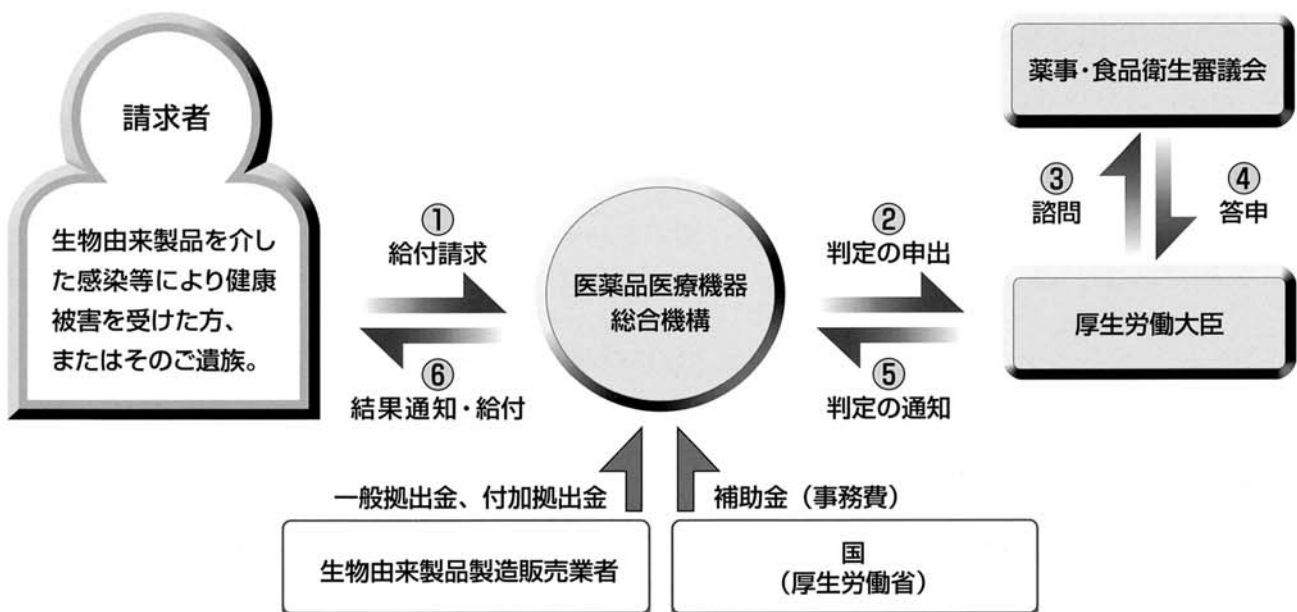 請求者
生物由来製品を介し
た感染等により健康
被害を受けた方、
またはそのご遺族。
①
給付請求
⑥
結果通知・給付
医薬品医療機器
総合機構
②
判定の申出
⑤
判定の通知
薬事・食品衛生審議会
③
諮問
④
答申
厚生労働大臣
一般拠出金、付加拠出金
補助金（事務費）
生物由来製品製造販売業者
国
（厚生労働省）